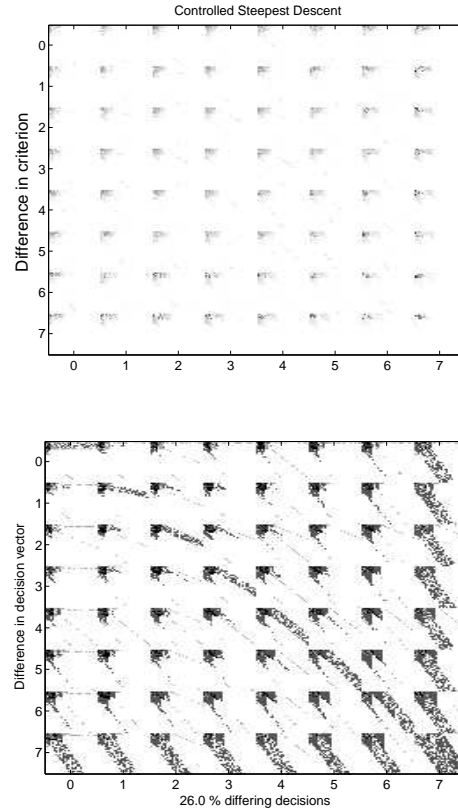 Controlled Steepest Descent
Difference in criterion
0
1
2
3
4
5
6
7
0 1 2 3 4 5 6 7
Difference in decision vector
0
1
2
3
4
5
6
7
0 1 2 3 4 5 6 7
26.0 % differing decisions